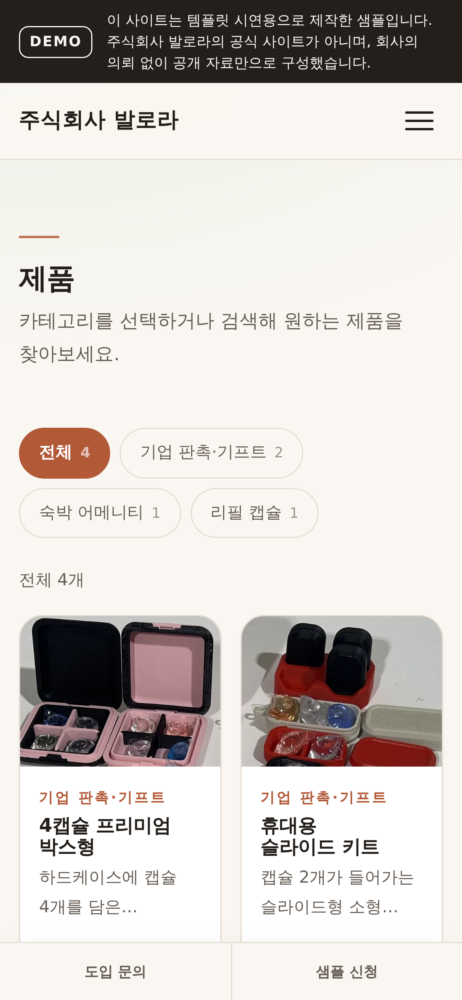 DEMO
이 사이트는 템플릿 시연용으로 제작한 샘플입니다.
주식회사 발로라의 공식 사이트가 아니며, 회사의
의뢰 없이 공개 자료만으로 구성했습니다.
주식회사 발로라
제품
카테고리를 선택하거나 검색해 원하는 제품을
찾아보세요.
전체 4
기업 판촉·기프트 2
숙박 어메니티 1
리필 캡슐 1
전체 4개
기업 판촉·기프트
4캡슐 프리미엄
박스형
하드케이스에 캡슐
4개를 담은…
기업 판촉·기프트
휴대용
슬라이드 키트
캡슐 2개가 들어가는
슬라이드형 소형…
도입 문의
샘플 신청